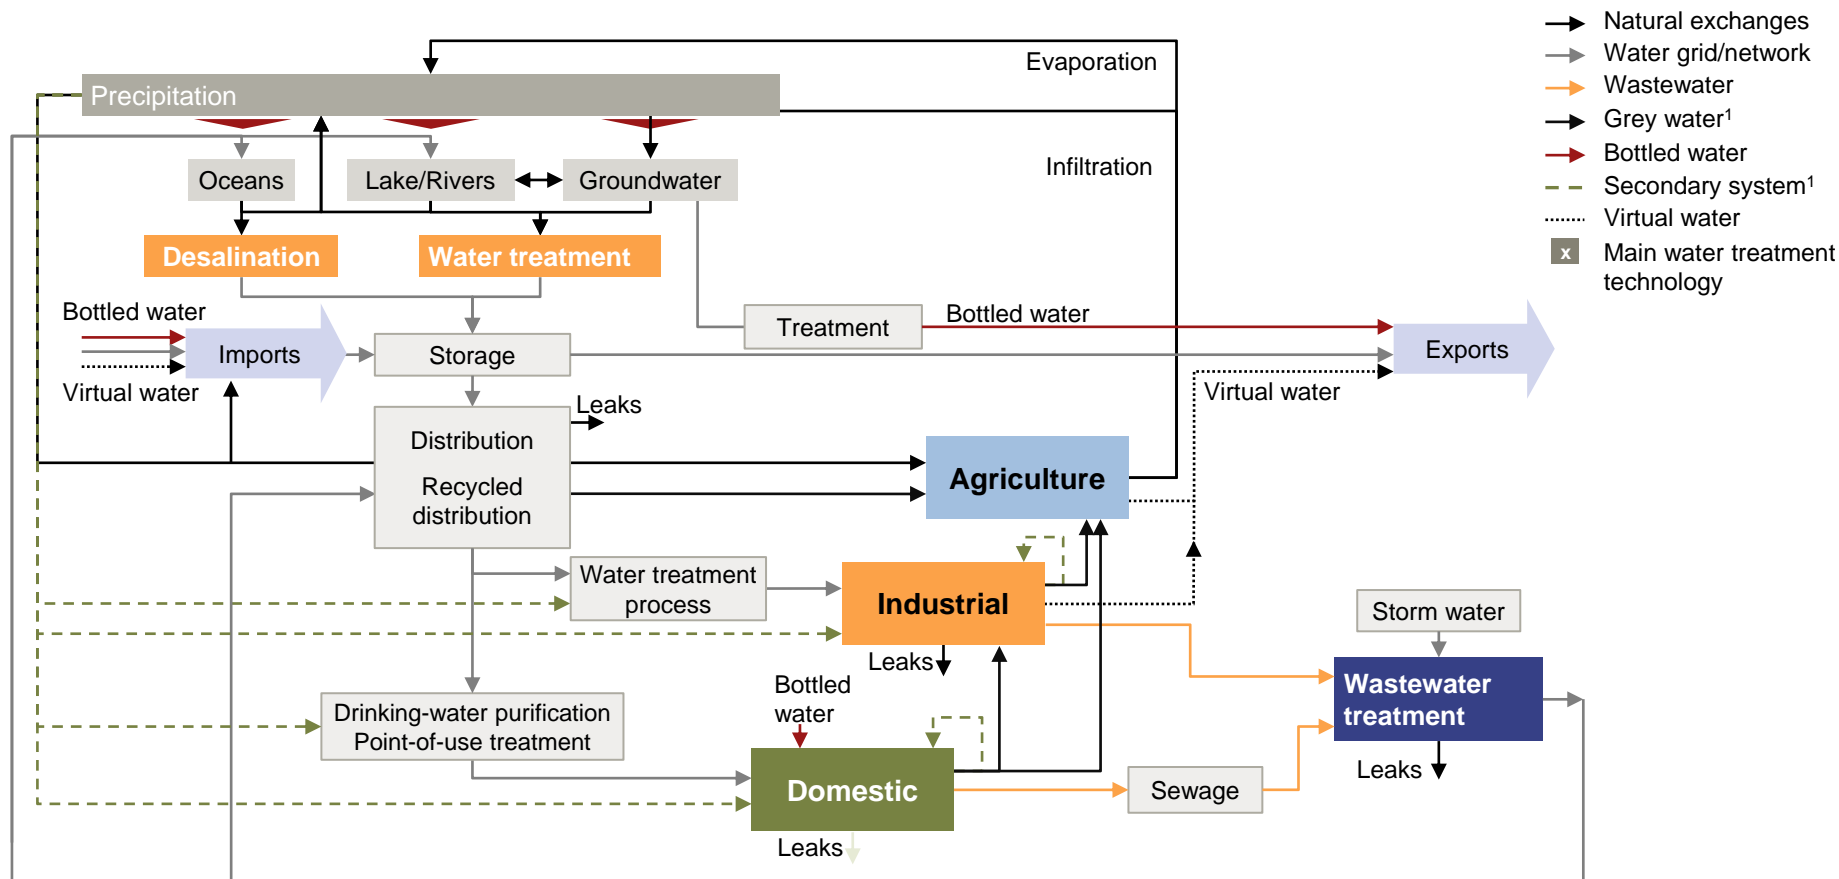 Natural exchanges
Water grid/network
Wastewater
Grey water1
Bottled water
Secondary system1
Virtual water
x
Main water treatment
technology
Evaporation
Precipitation
Infiltration
Oceans
Lake/Rivers
Groundwater
Desalination
Water treatment
Bottled water
Virtual water
Imports
Storage
Treatment
Bottled water
Virtual water
Exports
Leaks
Distribution
Recycled
distribution
Agriculture
Water treatment
process
Industrial
Leaks
Storm water
Wastewater
treatment
Leaks
Drinking-water purification
Point-of-use treatment
Bottled
water
Domestic
Leaks
Sewage